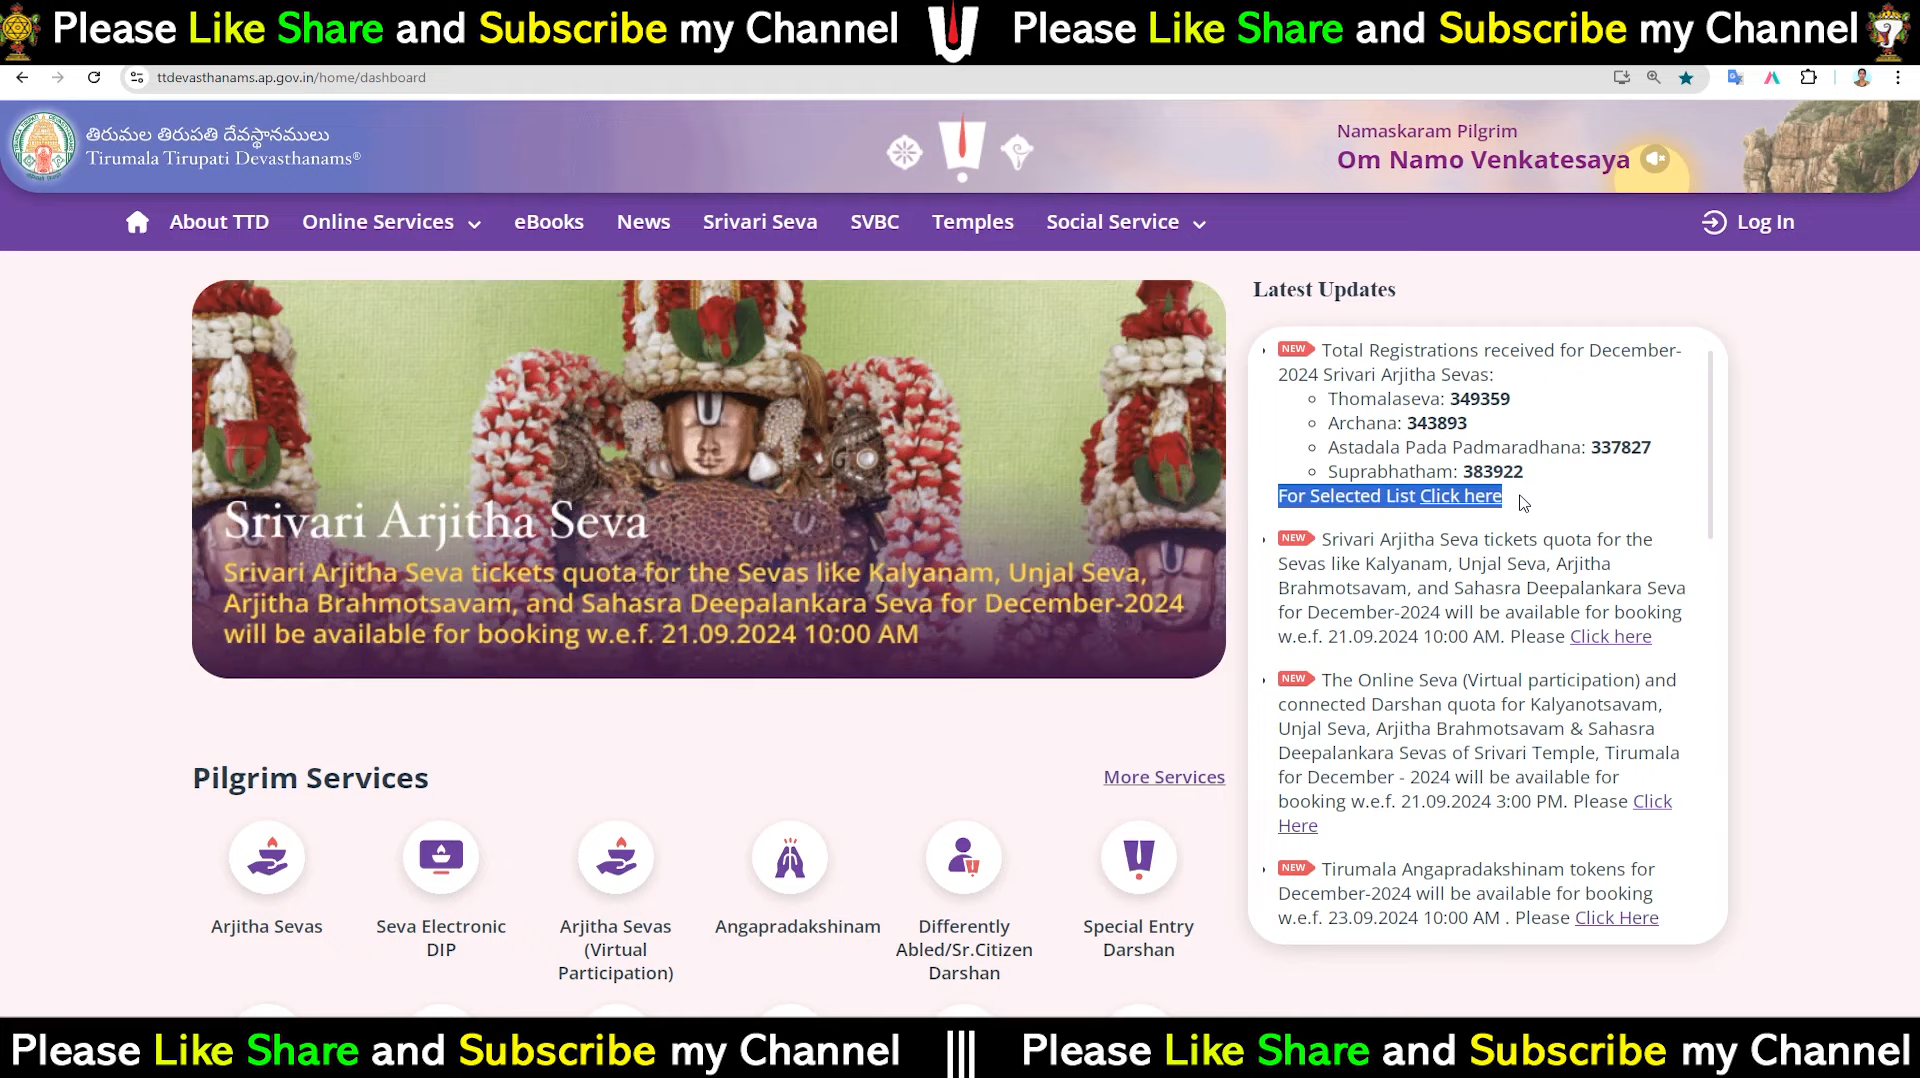 Please Like Share and Subscribe my Channel
Please Like Share and Subscribe my Channel
ttdevasthanams.ap.gov.in/home/dashboard
తిరుమల తిరుపతి దేవస్థానములు
Tirumala Tirupati Devasthanams®
Namaskaram Pilgrim
Om Namo Venkatesaya
About TTD
Online Services
eBooks
News
Srivari Seva
SVBC
Temples
Social Service
Log In
Srivari Arjitha Seva
Srivari Arjitha Seva tickets quota for the Sevas like Kalyanam, Unjal Seva,
Arjitha Brahmotsavam, and Sahasra Deepalankara Seva for December-2024
will be available for booking w.e.f. 21.09.2024 10:00 AM
Latest Updates
NEW Total Registrations received for December-
2024 Srivari Arjitha Sevas:
Thomalaseva: 349359
Archana: 343893
Astadala Pada Padmaradhana: 337827
Suprabhatham: 383922
For Selected List Click here
NEW Srivari Arjitha Seva tickets quota for the
Sevas like Kalyanam, Unjal Seva, Arjitha
Brahmotsavam, and Sahasra Deepalankara Seva
for December-2024 will be available for booking
w.e.f. 21.09.2024 10:00 AM. Please Click here
NEW The Online Seva (Virtual participation) and
connected Darshan quota for Kalyanotsavam,
Unjal Seva, Arjitha Brahmotsavam & Sahasra
Deepalankara Sevas of Srivari Temple, Tirumala
for December - 2024 will be available for
booking w.e.f. 21.09.2024 3:00 PM. Please Click
Here
NEW Tirumala Angapradakshinam tokens for
December-2024 will be available for booking
w.e.f. 23.09.2024 10:00 AM . Please Click Here
Pilgrim Services
More Services
Arjitha Sevas
Seva Electronic
DIP
Arjitha Sevas
(Virtual
Participation)
Angapradakshinam
Differently
Abled/Sr.Citizen
Darshan
Special Entry
Darshan
Please Like Share and Subscribe my Channel
|||
Please Like Share and Subscribe my Channel